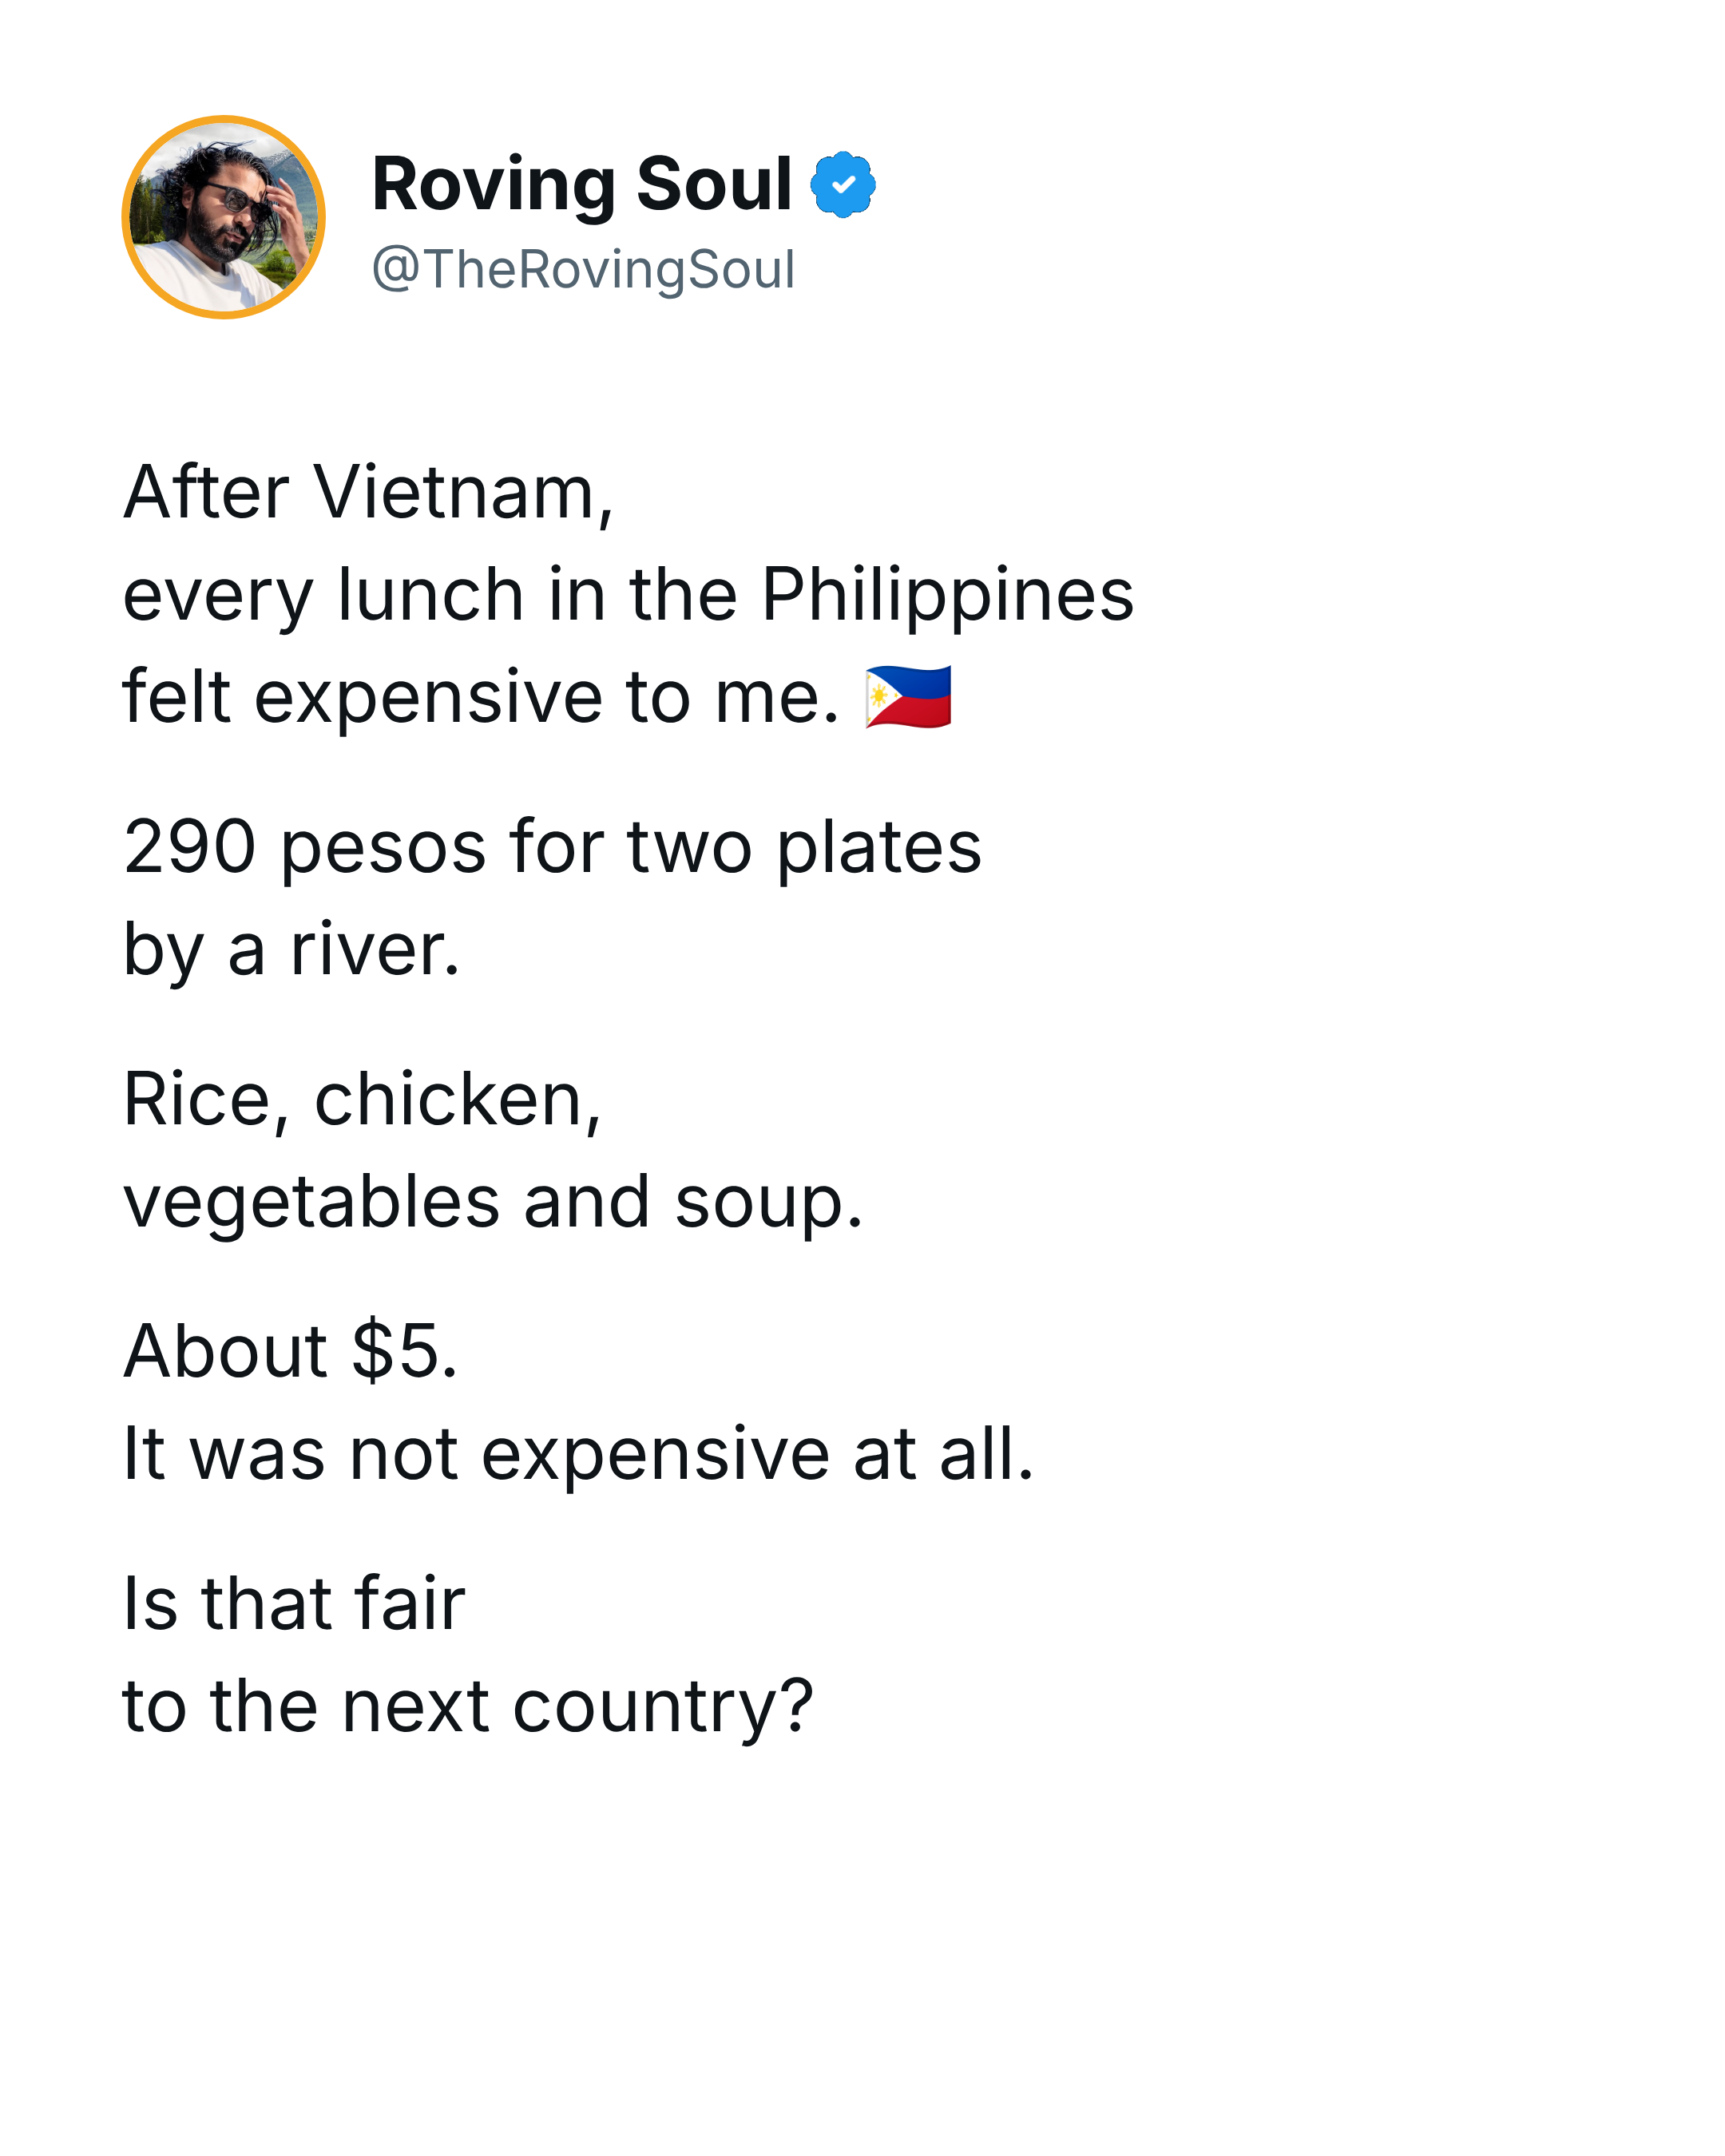 Roving Soul
@TheRovingSoul
After Vietnam,
every lunch in the Philippines
felt expensive to me. 🇵🇭
290 pesos for two plates
by a river.
Rice, chicken,
vegetables and soup.
About $5.
It was not expensive at all.
Is that fair
to the next country?